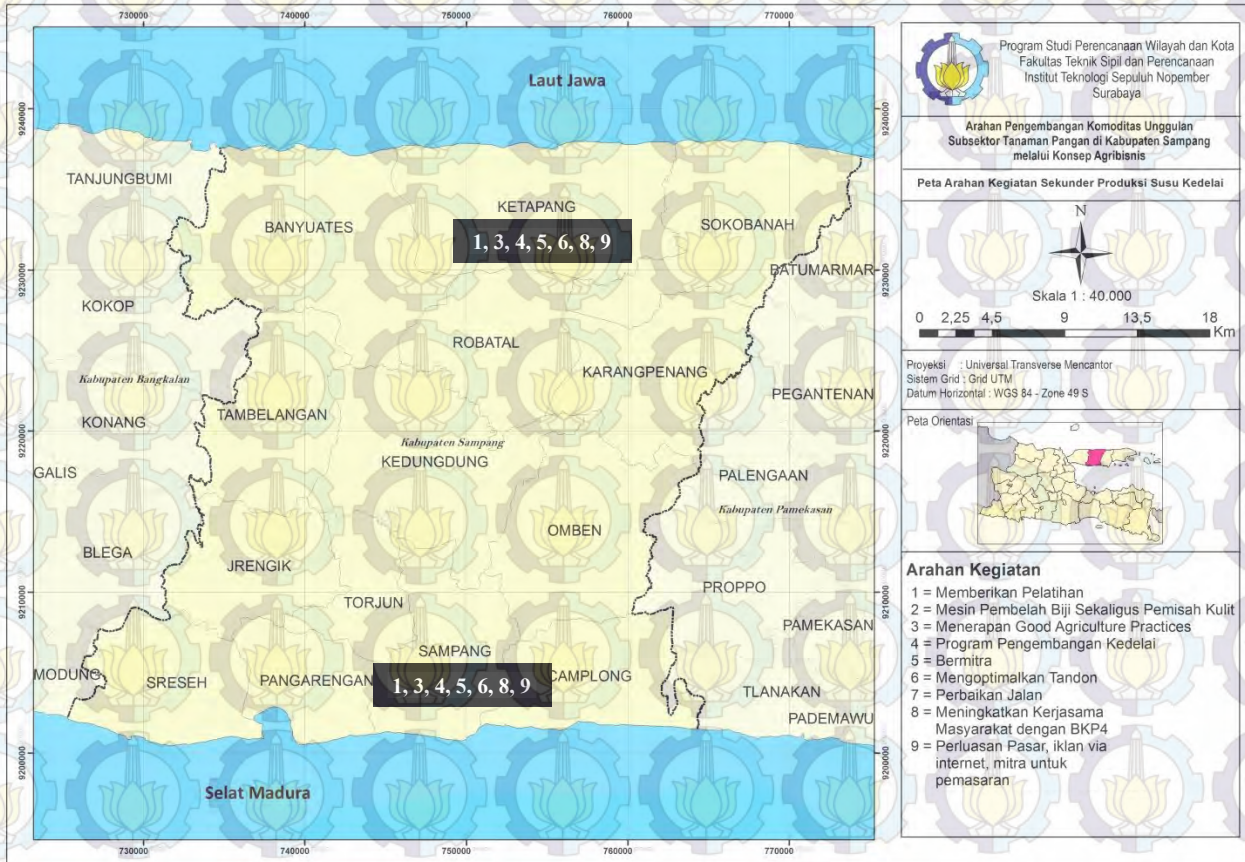 730000 740000 750000 760000 770000
Laut Jawa
9240000 9240000
TANJUNGBUMI
KETAPANG
BANYUATES
SOKOBANAH
1, 3, 4, 5, 6, 8, 9
BATUMARMAR
9230000 9230000
KOKOP
ROBATAL
KARANGPENANG
Kabupaten Bangkalan
PEGANTENAN
TAMBELANGAN
KONANG
9220000 9220000
Kabupaten Sampang
KEDUNGDUNG
GALIS
PALENGAAN
Kabupaten Pamekasan
OMBEN
BLEGA
JRENGIK
PROPPO
9210000 9210000
TORJUN
PAMEKASAN
SAMPANG
MODUNG
SRESEH
PANGARENGAN
1, 3, 4, 5, 6, 8, 9
CAMPLONG
TLANAKAN
PADEMAWU
9200000 9200000
Selat Madura
730000 740000 750000 760000 770000
Program Studi Perencanaan Wilayah dan Kota
Fakultas Teknik Sipil dan Perencanaan
Institut Teknologi Sepuluh Nopember
Surabaya
Arahan Pengembangan Komoditas Unggulan
Subsektor Tanaman Pangan di Kabupaten Sampang
melalui Konsep Agribisnis
Peta Arahan Kegiatan Sekunder Produksi Susu Kedelai
N
Skala 1 : 40.000
0 2,25 4,5 9 13,5 18
Km
Proyeksi : Universal Transverse Mencantor
Sistem Grid : Grid UTM
Datum Horizontal : WGS 84 - Zone 49 S
Peta Orientasi
Arahan Kegiatan
1 = Memberikan Pelatihan
2 = Mesin Pembelah Biji Sekaligus Pemisah Kulit
3 = Menerapan Good Agriculture Practices
4 = Program Pengembangan Kedelai
5 = Bermitra
6 = Mengoptimalkan Tandon
7 = Perbaikan Jalan
8 = Meningkatkan Kerjasama
Masyarakat dengan BKP4
9 = Perluasan Pasar, iklan via
internet, mitra untuk
pemasaran